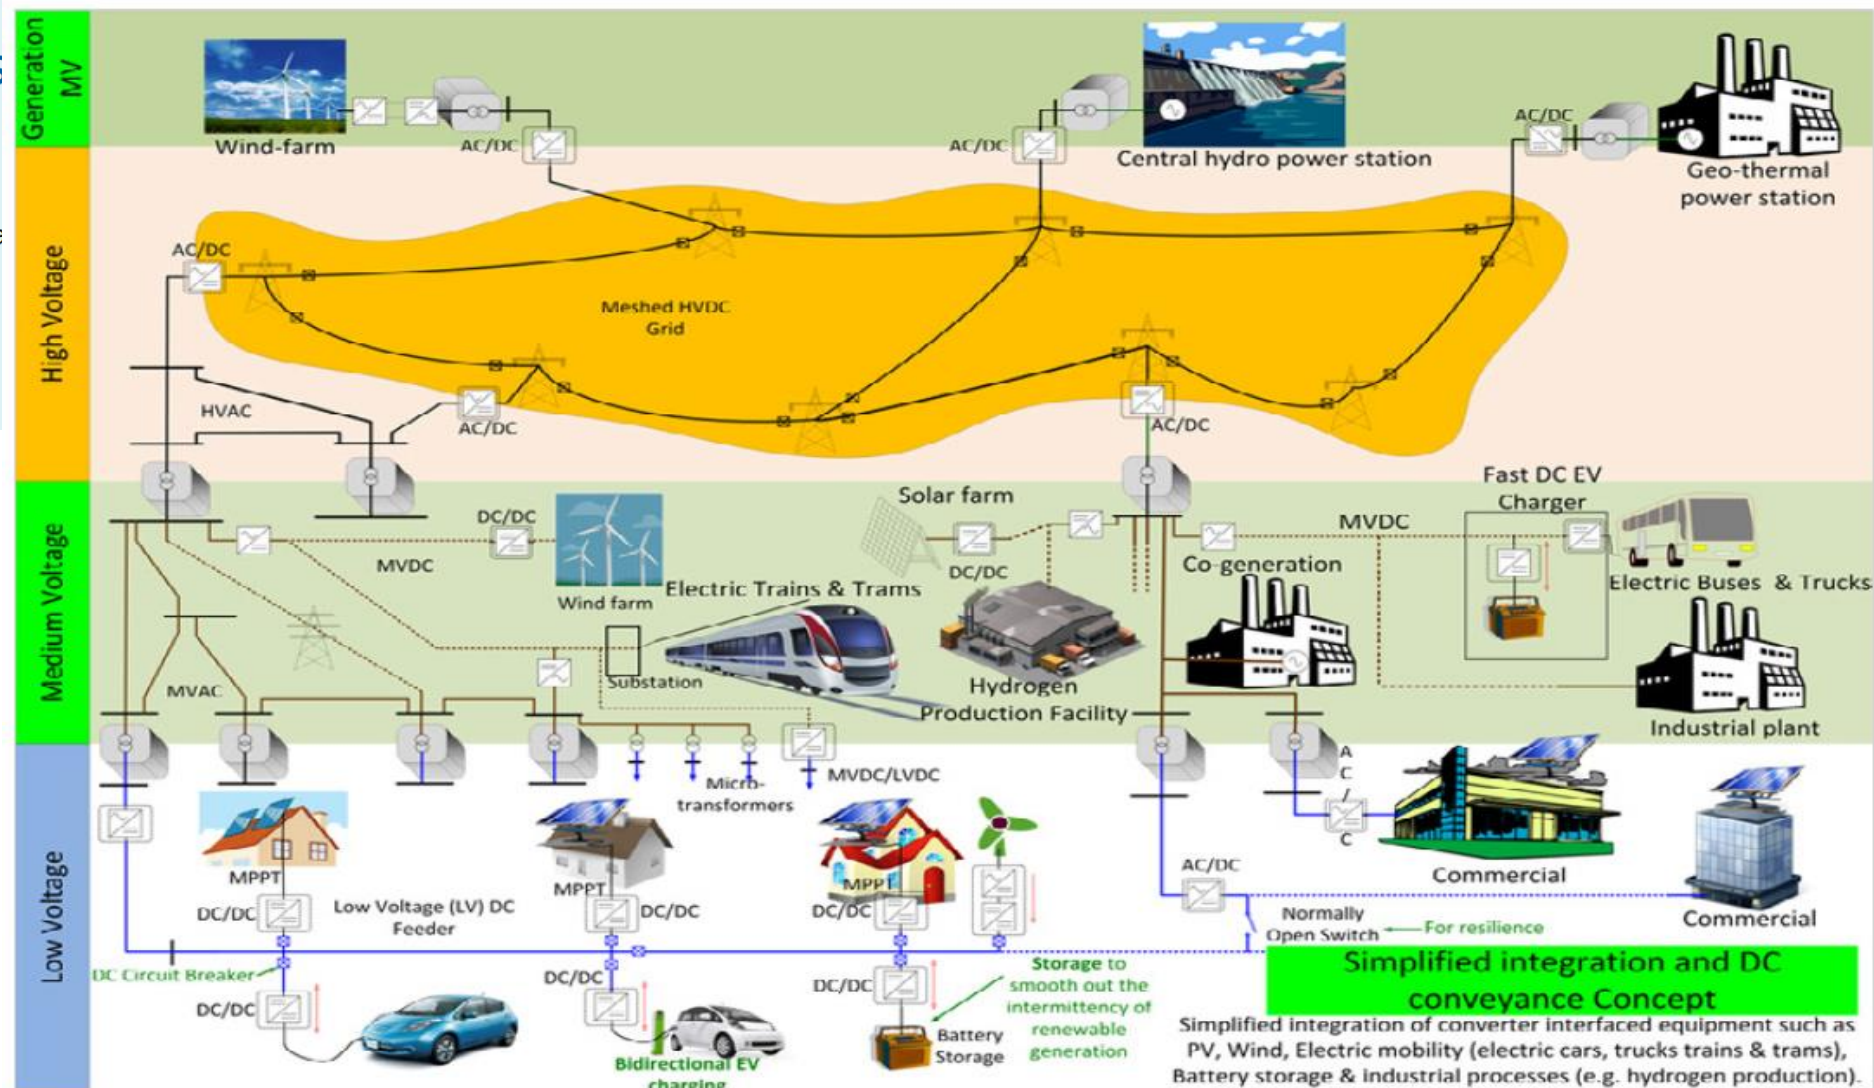 Generation
MV
Wind-farm
AC/DC
AC/DC
Central hydro power station
AC/DC
Geo-thermal
power station
High Voltage
AC/DC
Meshed HVDC
Grid
HVAC
AC/DC
AC/DC
Medium Voltage
DC/DC
MVDC
Wind farm
Solar farm
DC/DC
Electric Trains & Trams
Substation
Hydrogen
Production Facility
Co-generation
MVDC
Fast DC EV
Charger
Electric Buses & Trucks
Industrial plant
MVAC
Low Voltage
Micro-
transformers
MVDC/LVDC
MPPT
DC/DC
Low Voltage (LV) DC
Feeder
MPPT
DC/DC
MPPT
DC/DC
A
C
/
C
Commercial
AC/DC
Commercial
Normally
Open Switch
For resilience
DC Circuit Breaker
DC/DC
DC/DC
Bidirectional EV
charging
DC/DC
Battery
Storage
Storage to
smooth out the
intermittency of
renewable
generation
Simplified integration and DC
conveyance Concept
Simplified integration of converter interfaced equipment such as
PV, Wind, Electric mobility (electric cars, trucks trains & trams),
Battery storage & industrial processes (e.g. hydrogen production).